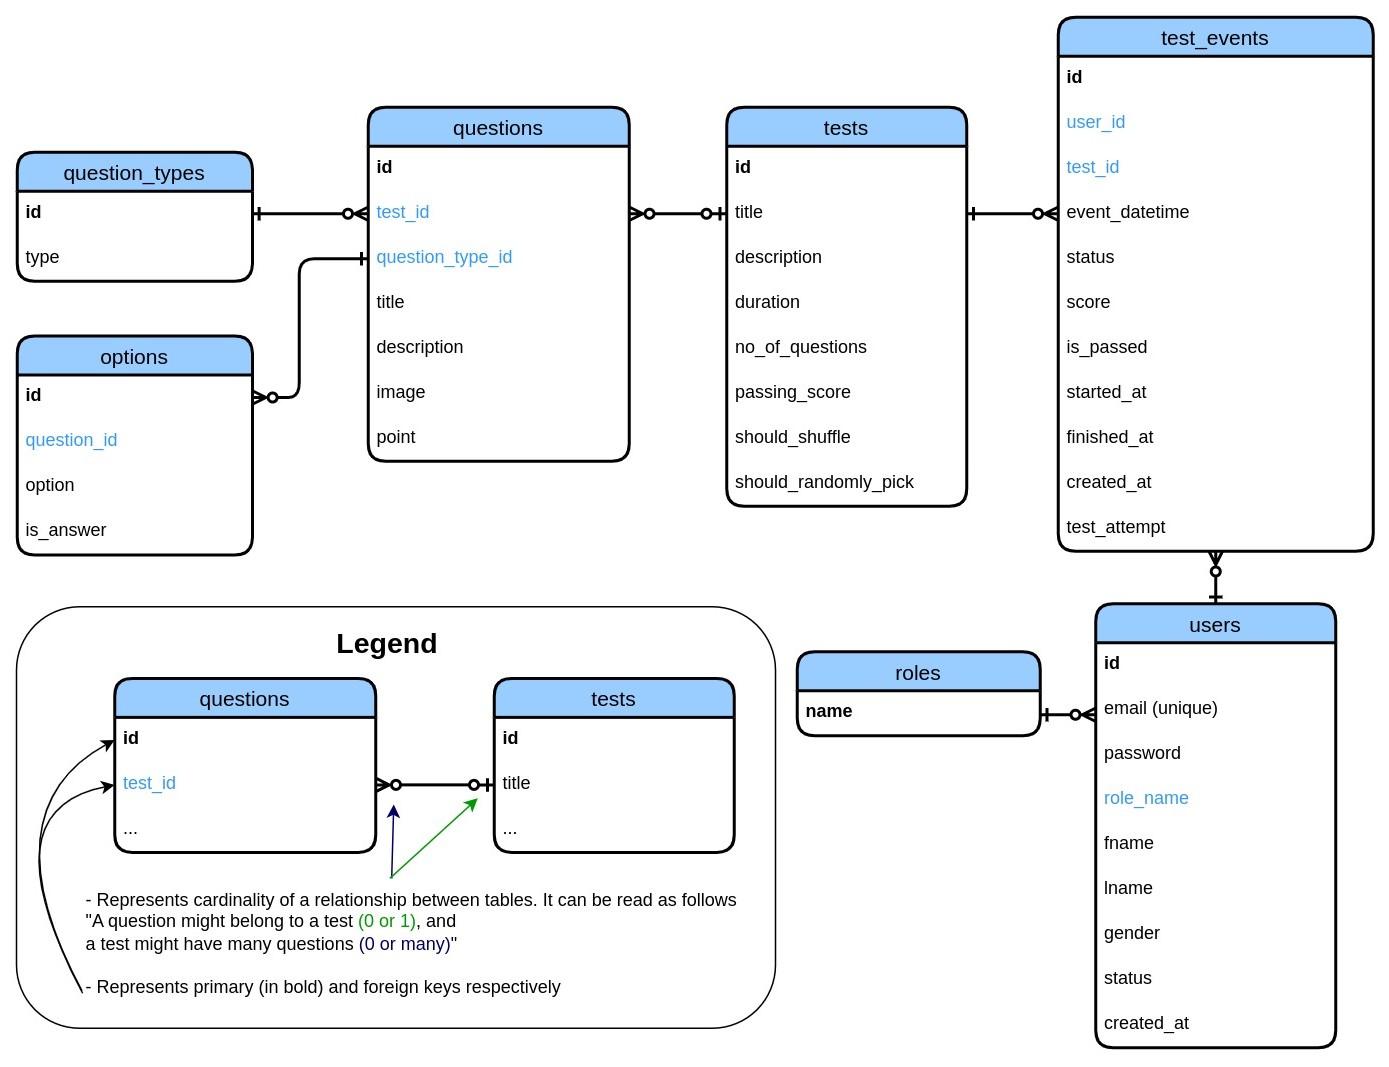 test_events
id
user_id
test_id
event_datetime
status
score
is_passed
started_at
finished_at
created_at
test_attempt
questions
id
test_id
question_type_id
title
description
image
point
tests
id
title
description
duration
no_of_questions
passing_score
should_shuffle
should_randomly_pick
question_types
id
type
options
id
question_id
option
is_answer
users
id
email (unique)
password
role_name
fname
lname
gender
status
created_at
roles
name
Legend
questions
id
test_id
...
tests
id
title
...
- Represents cardinality of a relationship between tables. It can be read as follows
"A question might belong to a test (0 or 1), and
a test might have many questions (0 or many)"
- Represents primary (in bold) and foreign keys respectively